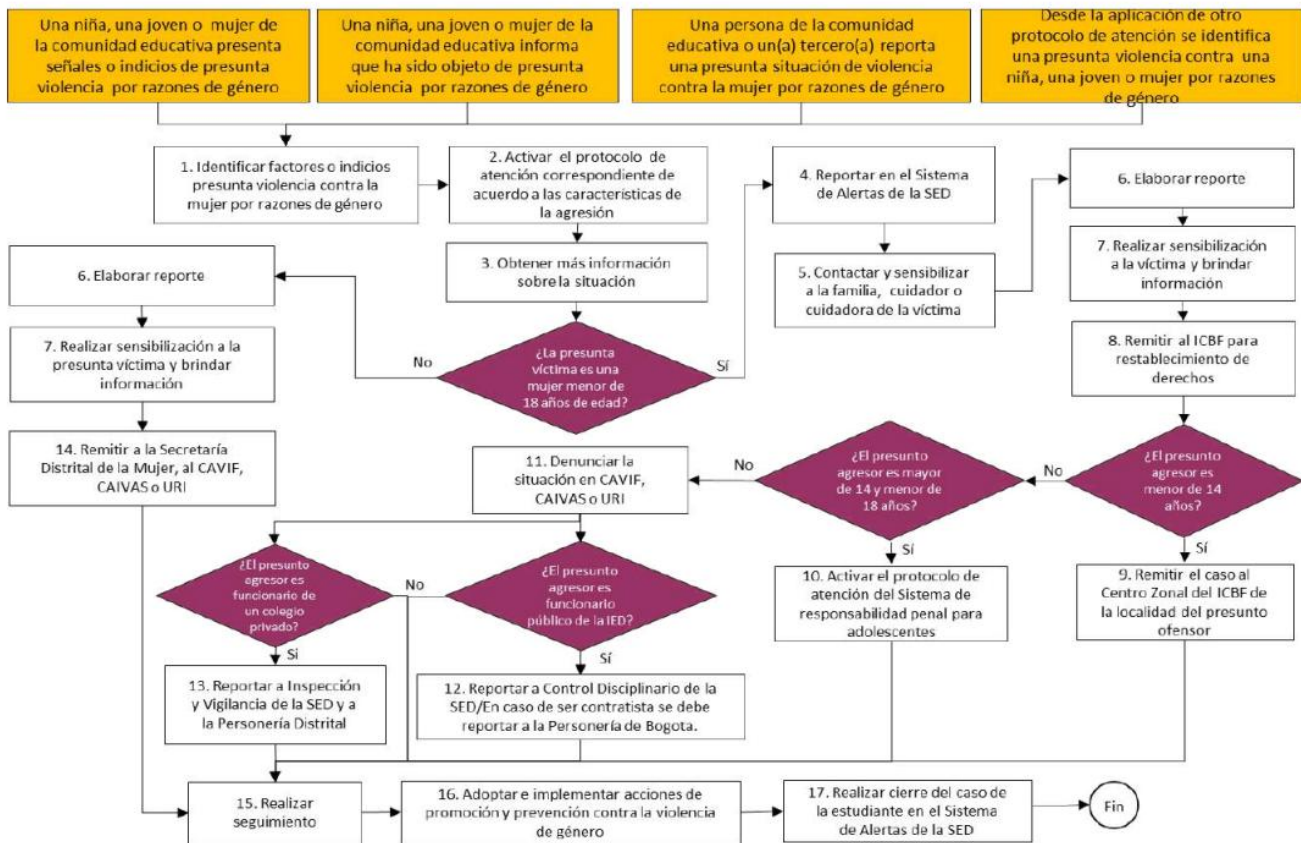 Una niña, una joven o mujer de
la comunidad educativa presenta
señales o indicios de presunta
violencia por razones de género
Una niña, una joven o mujer de la
comunidad educativa informa
que ha sido objeto de presunta
violencia por razones de género
Una persona de la comunidad
educativa o un(a) tercero(a) reporta
una presunta situación de violencia
contra la mujer por razones de género
Desde la aplicación de otro
protocolo de atención se identifica
una presunta violencia contra una
niña, una joven o mujer por razones
de género
1. Identificar factores o indicios
presunta violencia contra la
mujer por razones de género
2. Activar el protocolo de
atención correspondiente de
acuerdo a las características de
la agresión
4. Reportar en el Sistema
de Alertas de la SED
6. Elaborar reporte
6. Elaborar reporte
3. Obtener más información
sobre la situación
5. Contactar y sensibilizar
a la familia, cuidador o
cuidadora de la víctima
7. Realizar sensibilización
a la víctima y brindar
información
7. Realizar sensibilización a la
presunta víctima y brindar
información
No
¿La presunta
víctima es una
mujer menor de
18 años de edad?
Sí
8. Remitir al ICBF para
restablecimiento de
derechos
14. Remitir a la Secretaría
Distrital de la Mujer, al CAVIF,
CAIVAS o URI
11. Denunciar la
situación en CAVIF,
CAIVAS o URI
No
¿El presunto
agresor es mayor
de 14 y menor de
18 años?
No
¿El presunto
agresor es
menor de 14
años?
¿El presunto
agresor es
funcionario de
un colegio
privado?
No
¿El presunto
agresor es
funcionario
público de la IED?
Sí
Sí
10. Activar el protocolo de
atención del Sistema de
responsabilidad penal para
adolescentes
9. Remitir el caso al
Centro Zonal del ICBF de
la localidad del presunto
ofensor
Si
Sí
13. Reportar a Inspección
y Vigilancia de la SED y a
la Personería Distrital
12. Reportar a Control Disciplinario de la
SED/En caso de ser contratista se debe
reportar a la Personería de Bogota.
15. Realizar
seguimiento
16. Adoptar e implementar acciones de
promoción y prevención contra la violencia
de género
17. Realizar cierre del caso de
la estudiante en el Sistema
de Alertas de la SED
Fin